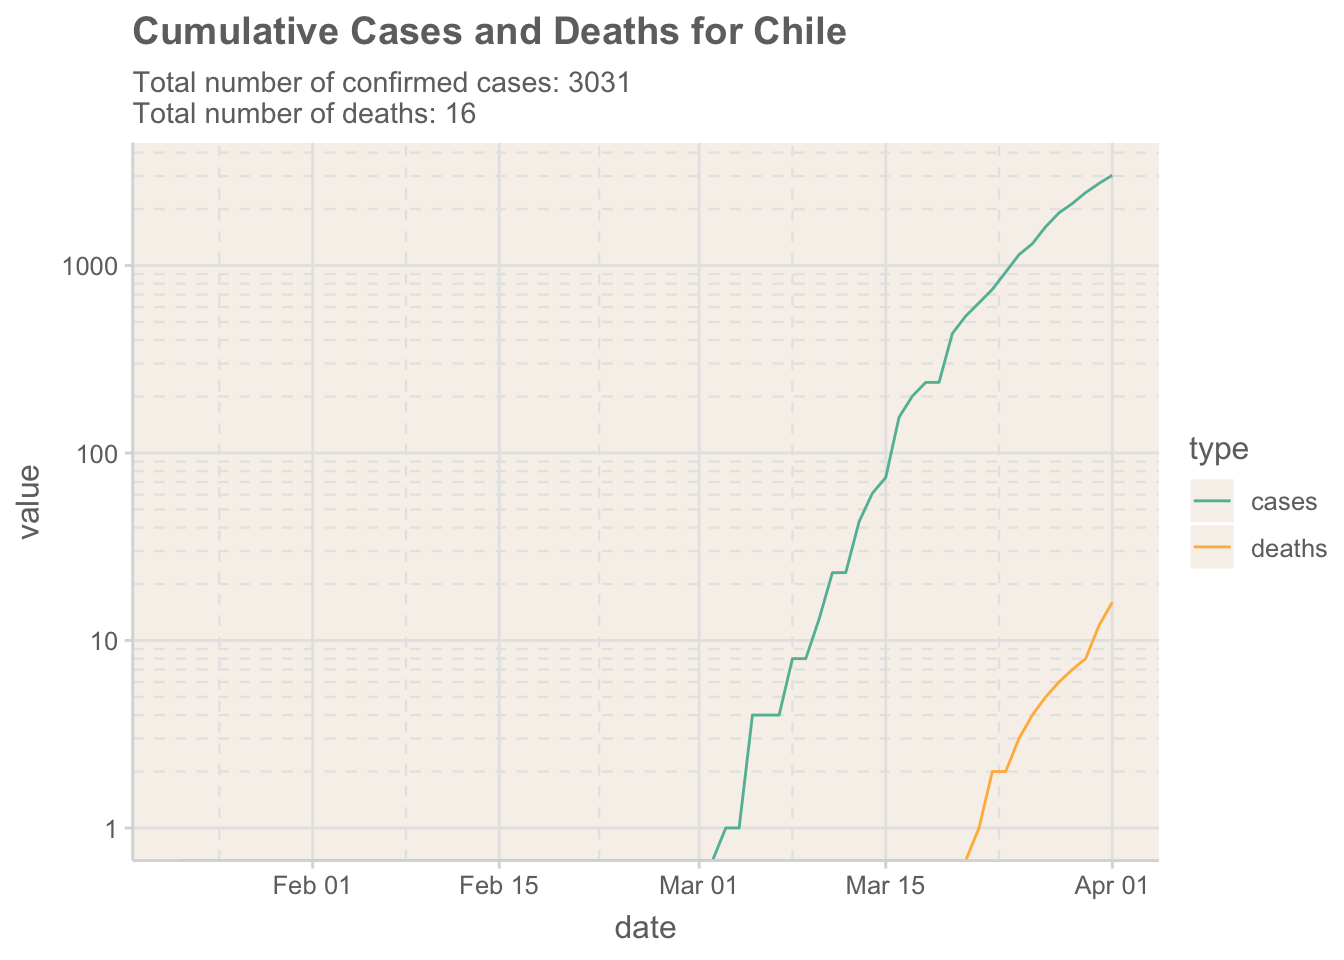 Cumulative Cases and Deaths for Chile
Total number of confirmed cases: 3031
Total number of deaths: 16
value
1000
100
10
1
Feb 01
Feb 15
Mar 01
Mar 15
Apr 01
date
type
cases
deaths